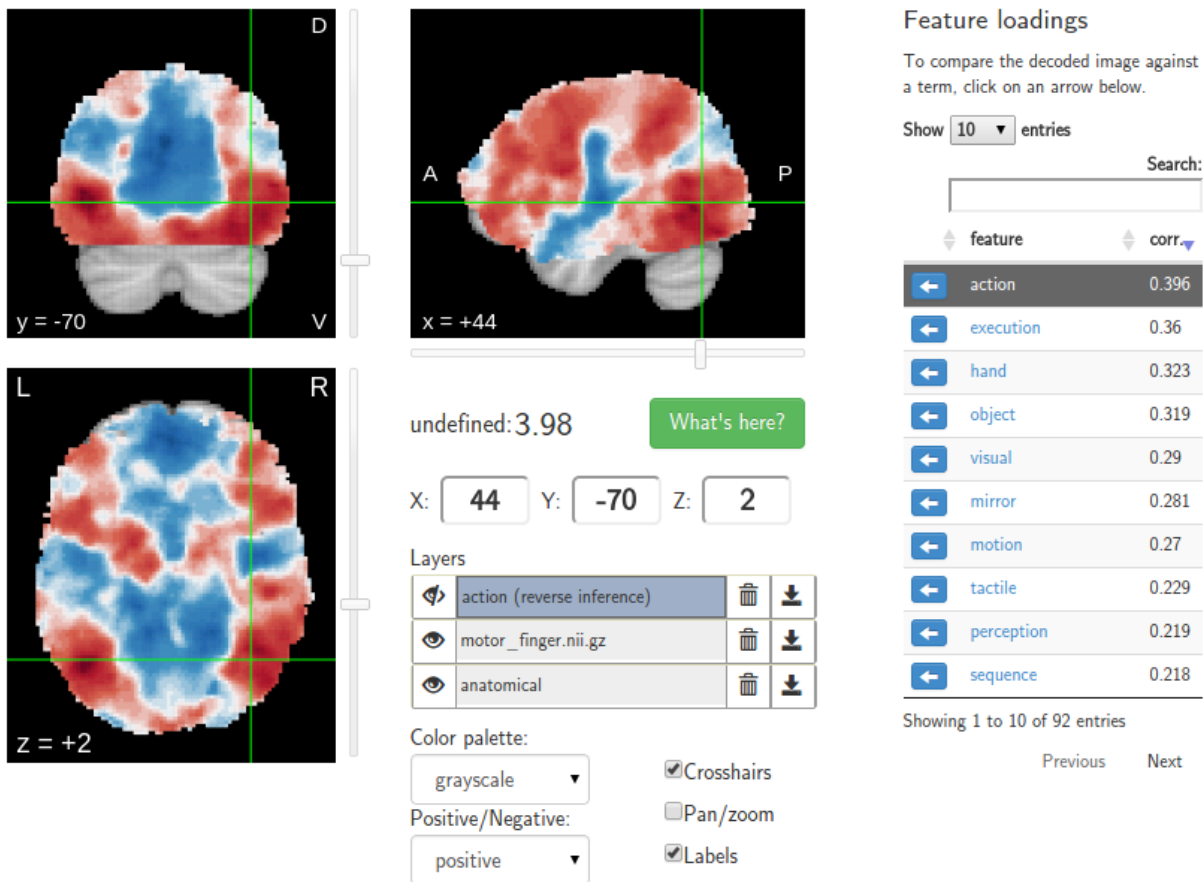 D
y = -70
V
A
P
x = +44
L
R
z = +2
undefined: 3.98
What's here?
X: 44 Y: -70 Z: 2
Layers
action (reverse inference)
motor_finger.nii.gz
anatomical
Color palette:
grayscale
Positive/Negative:
positive
Crosshairs
Pan/zoom
Labels
Feature loadings
To compare the decoded image against
a term, click on an arrow below.
Show 10 entries
Search:
feature corr.
action 0.396
execution 0.36
hand 0.323
object 0.319
visual 0.29
mirror 0.281
motion 0.27
tactile 0.229
perception 0.219
sequence 0.218
Showing 1 to 10 of 92 entries
Previous Next